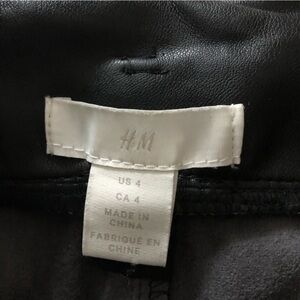 H&M
US 4
CA 4
MADE IN
CHINA
FABRIQUÉ EN
CHINE